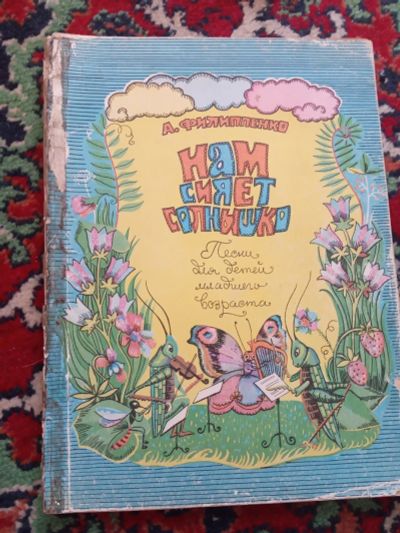 А. ФИЛИППЕНКО
НАМ
СИЯЕТ
СОЛНЫШКО
Песни
для детей
младшего
возраста